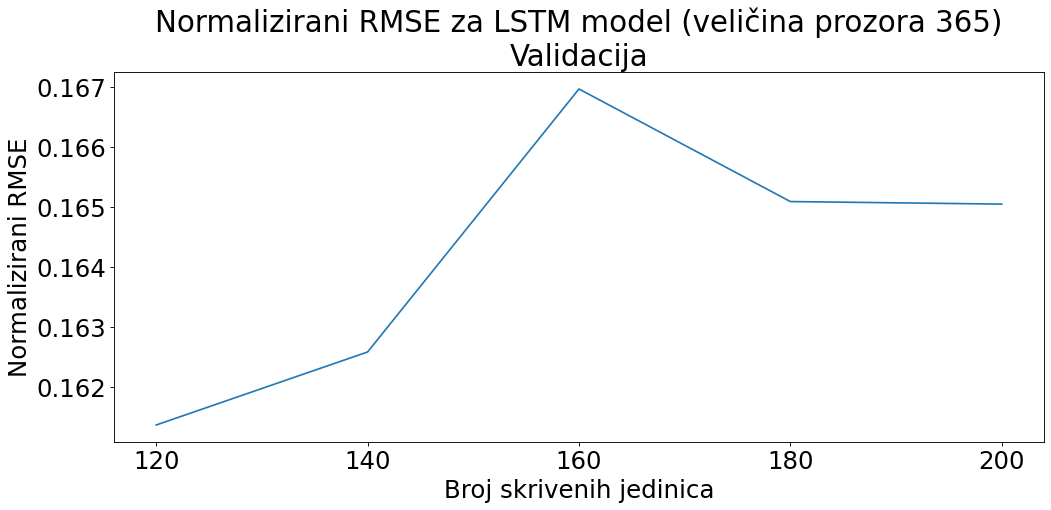 Normalizirani RMSE za LSTM model (veličina prozora 365)
Validacija
Normalizirani RMSE
0.167
0.166
0.165
0.164
0.163
0.162
120 140 160 180 200
Broj skrivenih jedinica